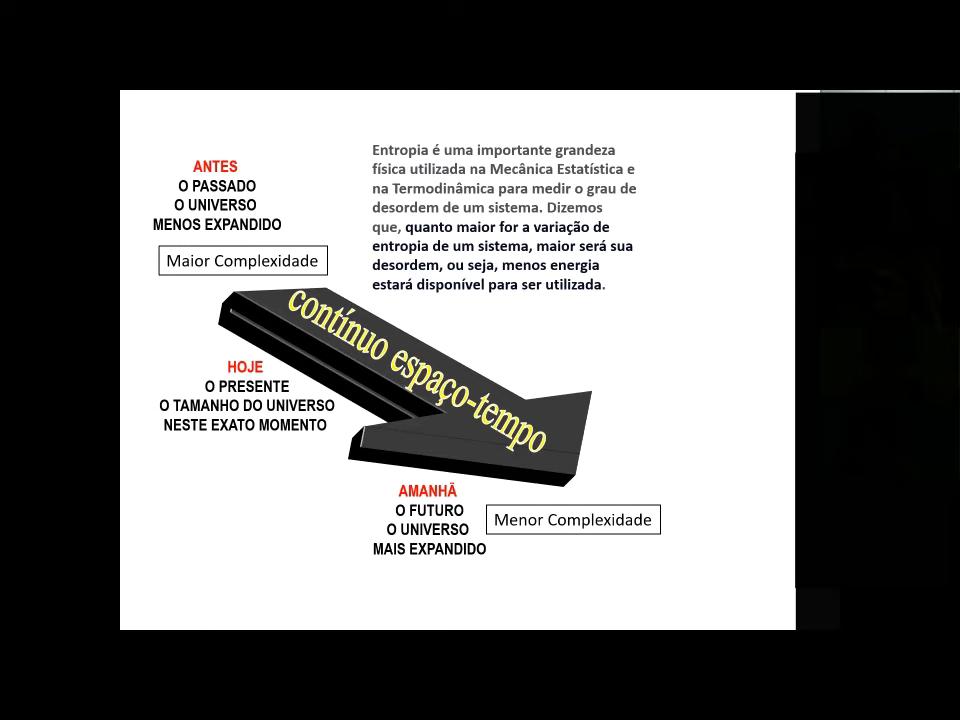 ANTES
O PASSADO
O UNIVERSO
MENOS EXPANDIDO
Maior Complexidade
Entropia é uma importante grandeza
física utilizada na Mecânica Estatística e
na Termodinâmica para medir o grau de
desordem de um sistema. Dizemos
que, quanto maior for a variação de
entropia de um sistema, maior será sua
desordem, ou seja, menos energia
estará disponível para ser utilizada.
contínuo espaço-tempo
HOJE
O PRESENTE
O TAMANHO DO UNIVERSO
NESTE EXATO MOMENTO
AMANHÃ
O FUTURO
O UNIVERSO
MAIS EXPANDIDO
Menor Complexidade